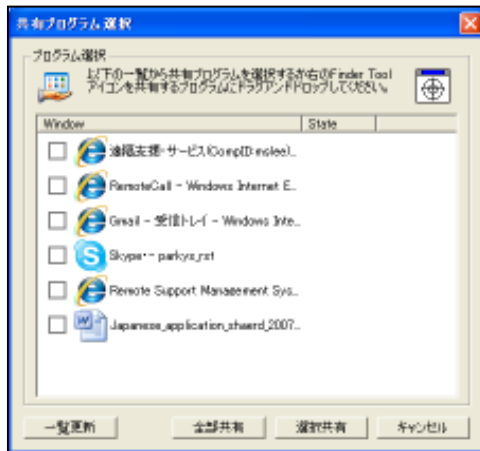 共有プログラム選択
プログラム選択
以下の一覧から共有プログラムを選択するか右のFinder Tool
アイコンを共有するプログラムにドラッグアンドドロップしてください。
Window State
遠隔支援-サービス(CompID:mslee)..
RemoteCall - Windows Internet E..
Gmail - 受信トレイ - Windows Inte..
Skype™ - parkys_rst
Remote Support Management Sys..
Japanese_application_shaerd_2007..
一覧更新 全部共有 選択共有 キャンセル